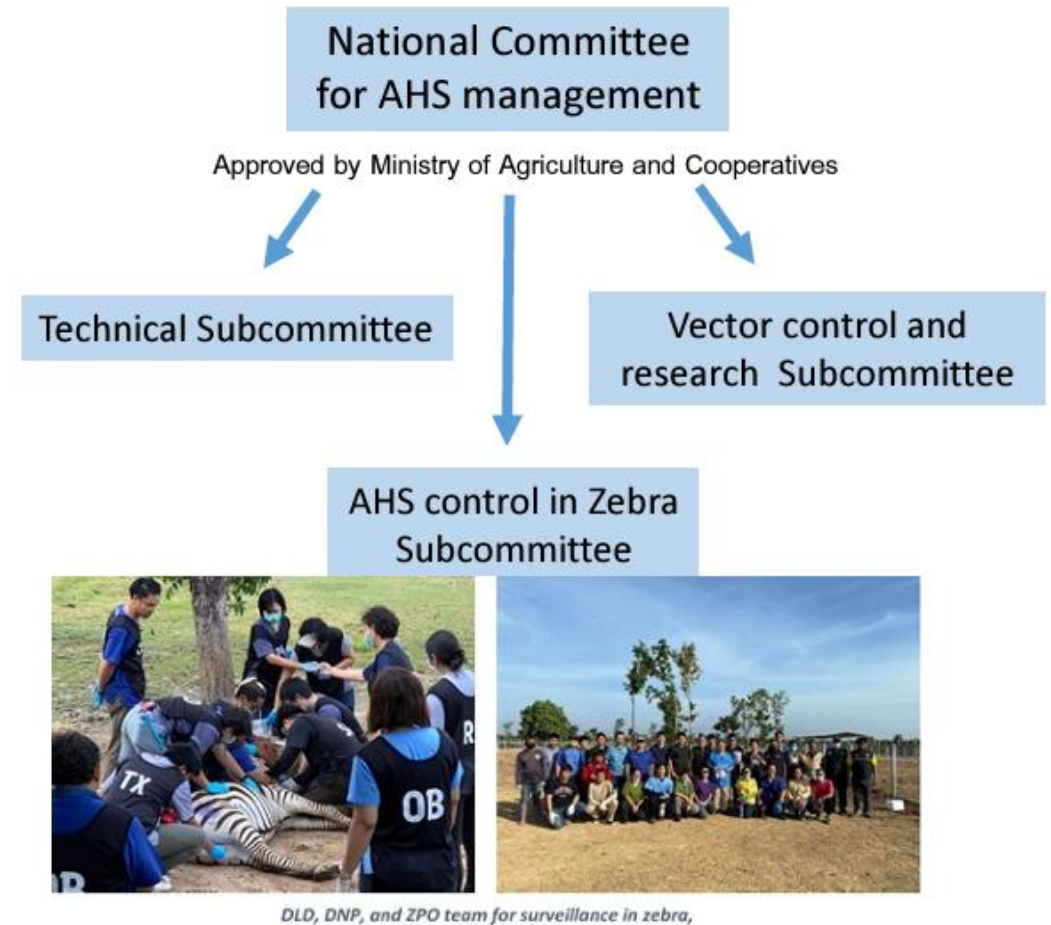 National Committee
for AHS management
Approved by Ministry of Agriculture and Cooperatives
Technical Subcommittee
Vector control and
research Subcommittee
AHS control in Zebra
Subcommittee
TX
OB
R
OB
DLD, DNP, and ZPO team for surveillance in zebra,